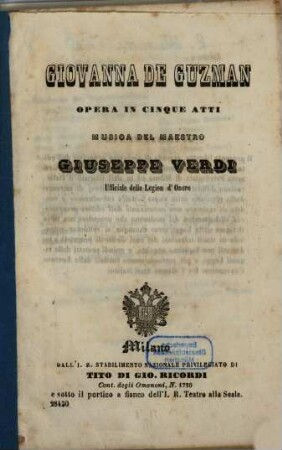 GIOVANNA DE GUZMAN
OPERA IN CINQUE ATTI
MUSICA DEL MAESTRO
GIUSEPPE VERDI
Ufficiale della Legion d' Onore
Milano
DALL' I. R. STABILIMENTO NAZIONALE PRIVILEGIATO DI
TITO DI GIO. RICORDI
Cont. degli Omenoni, N. 1720
e sotto il portico a fianco dell' I. R. Teatro alla Scala.
28430